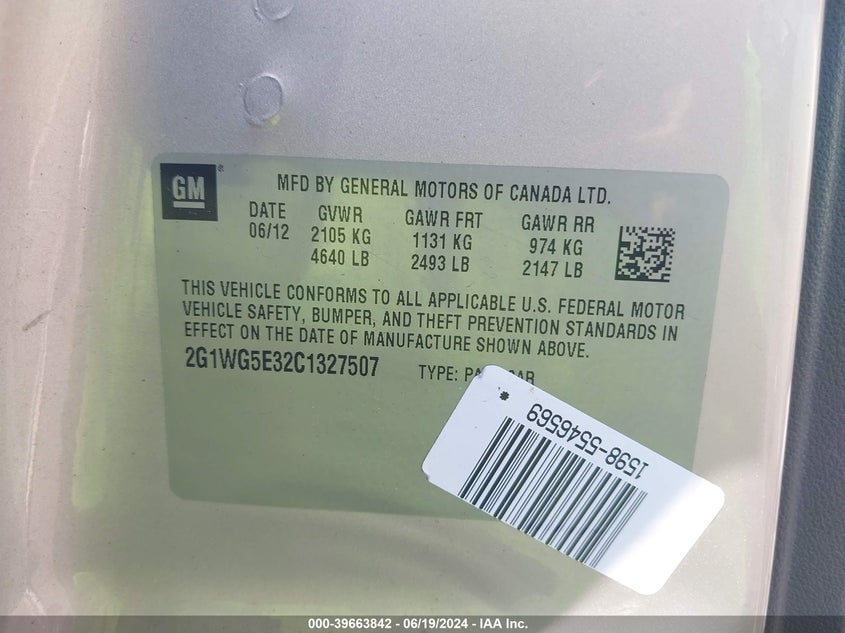 GM
MFD BY GENERAL MOTORS OF CANADA LTD.
DATE GVWR GAWR FRT GAWR RR
06/12 2105 KG 1131 KG 974 KG
4640 LB 2493 LB 2147 LB
THIS VEHICLE CONFORMS TO ALL APPLICABLE U.S. FEDERAL MOTOR
VEHICLE SAFETY, BUMPER, AND THEFT PREVENTION STANDARDS IN
EFFECT ON THE DATE OF MANUFACTURE SHOWN ABOVE.
2G1WG5E32C1327507 TYPE:
1598-5546569
000-39663842 - 06/19/2024 - IAA Inc.